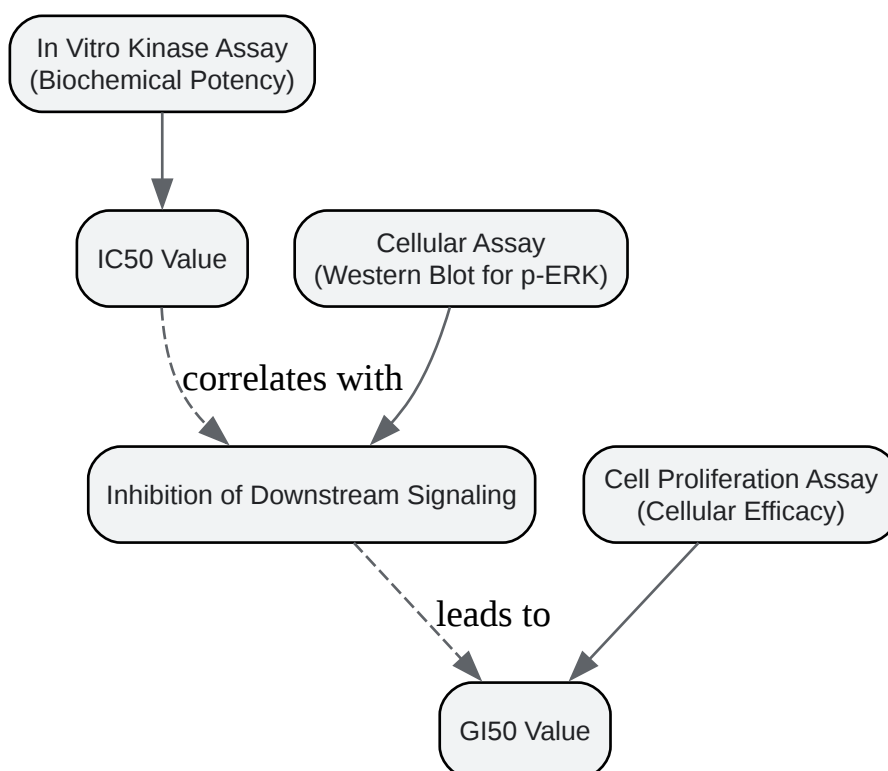 In Vitro Kinase Assay
(Biochemical Potency)
IC50 Value
Cellular Assay
(Western Blot for p-ERK)
correlates with
Inhibition of Downstream Signaling
Cell Proliferation Assay
(Cellular Efficacy)
leads to
GI50 Value